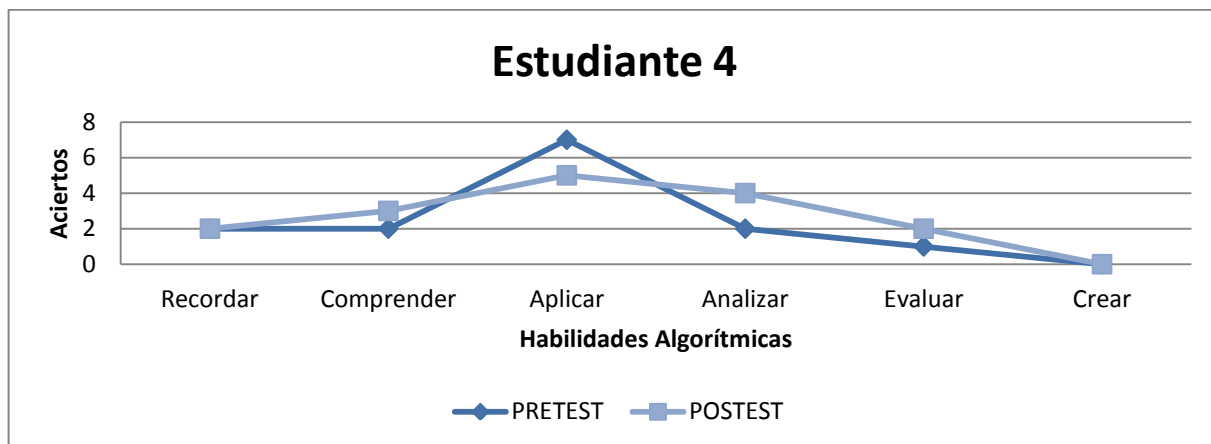 Estudiante 4
Aciertos
8
6
4
2
0
Recordar Comprender Aplicar Analizar Evaluar Crear
Habilidades Algorítmicas
PRETEST POSTEST